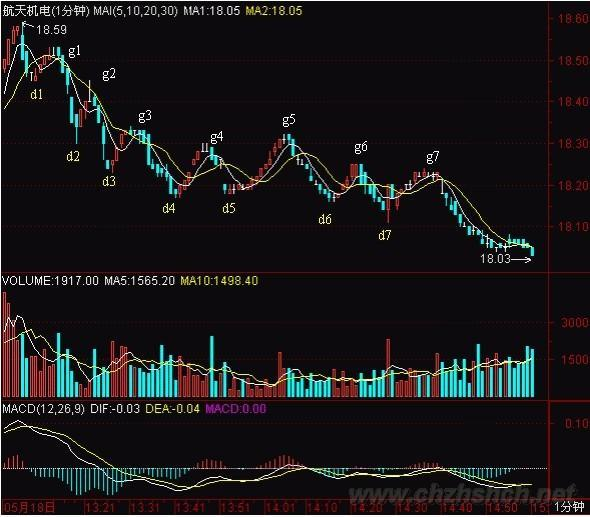 航天机电(1分钟) MAI(5,10,20,30) MA1:18.05 MA2:18.05
18.60
18.59
g1
18.50
g2
d1
18.40
g3
g5
d2
g4
g6
18.30
g7
d3
18.20
d4
d5
d6
18.10
d7
18.03
VOLUME:1917.00 MA5:1565.20 MA10:1498.40
3000
1500
MACD(12,26,9) DIF:-0.03 DEA:-0.04 MACD:0.00
0.10
www.chzhshch.net
05月18日 13:21 13:31 13:41 13:51 14:10 14:20 14:30 14:40 14:50 15: 1分钟